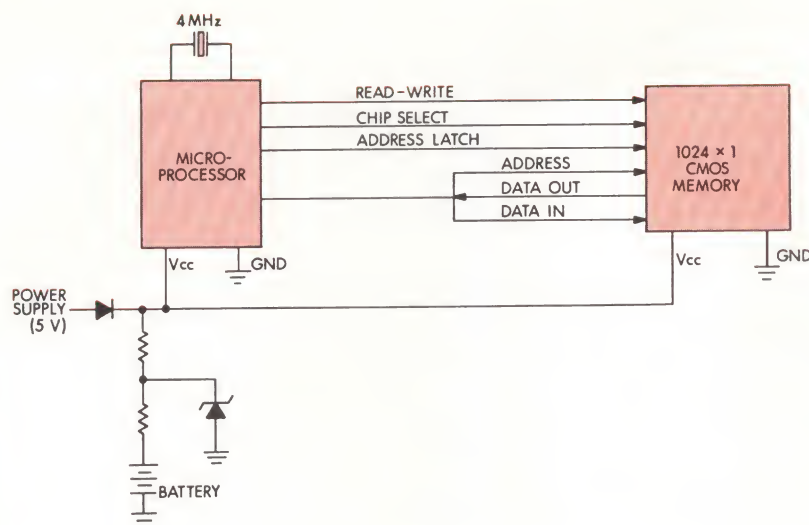 4 MHz
MICRO-
PROCESSOR
READ-WRITE
CHIP SELECT
ADDRESS LATCH
ADDRESS
DATA OUT
DATA IN
1024 × 1
CMOS
MEMORY
Vcc
GND
Vcc
GND
POWER
SUPPLY
(5 V)
BATTERY